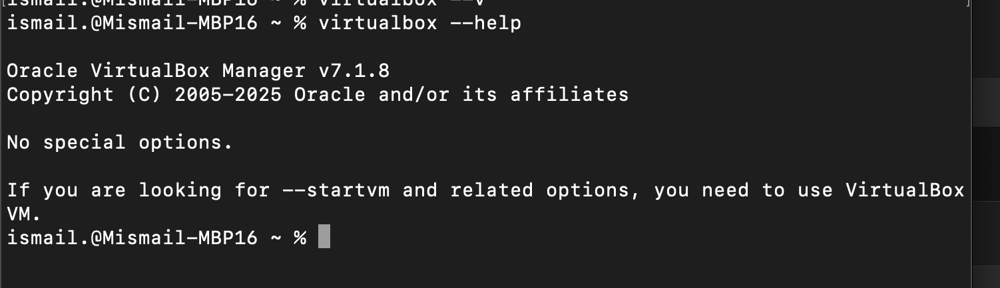 ismail.@Mismail-MBP16 ~ % virtualbox --v
ismail.@Mismail-MBP16 ~ % virtualbox --help
Oracle VirtualBox Manager v7.1.8
Copyright (C) 2005-2025 Oracle and/or its affiliates
No special options.
If you are looking for --startvm and related options, you need to use VirtualBox
VM.
ismail.@Mismail-MBP16 ~ %